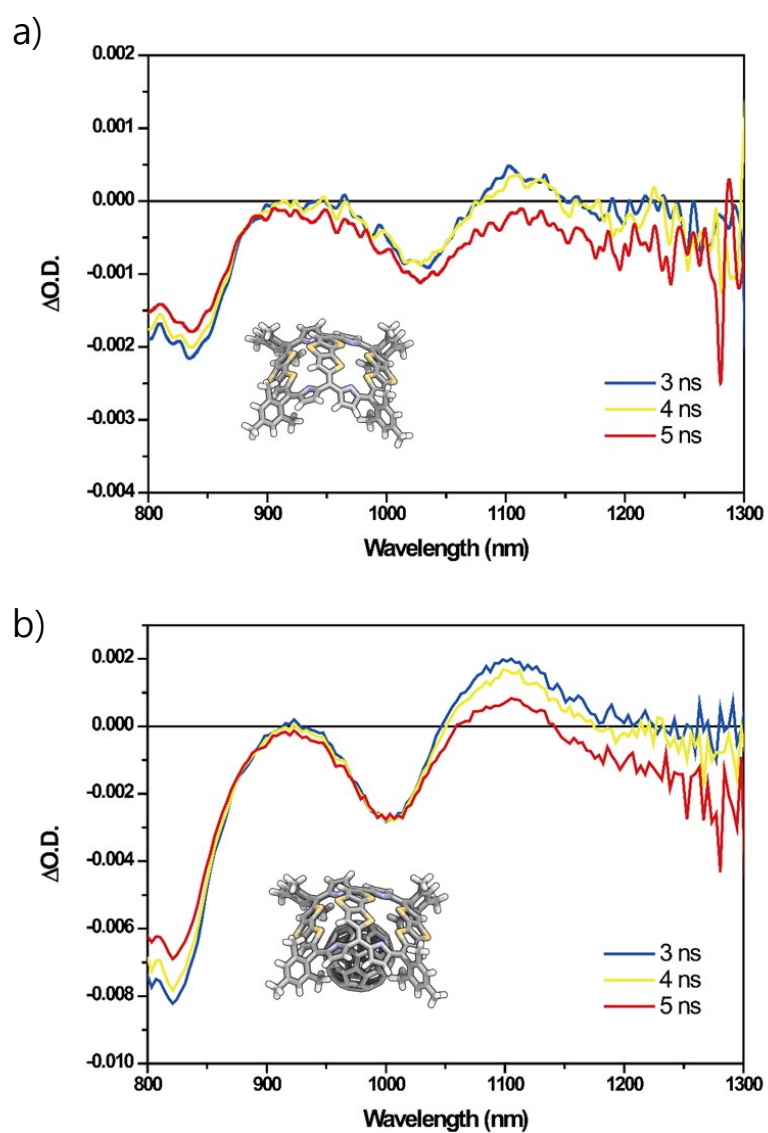 a)
0.002
0.001
0.000
-0.001
-0.002
-0.003
-0.004
ΔO.D.
3 ns
4 ns
5 ns
800 900 1000 1100 1200 1300
Wavelength (nm)
b)
0.002
0.000
-0.002
-0.004
-0.006
-0.008
-0.010
ΔO.D.
3 ns
4 ns
5 ns
800 900 1000 1100 1200 1300
Wavelength (nm)